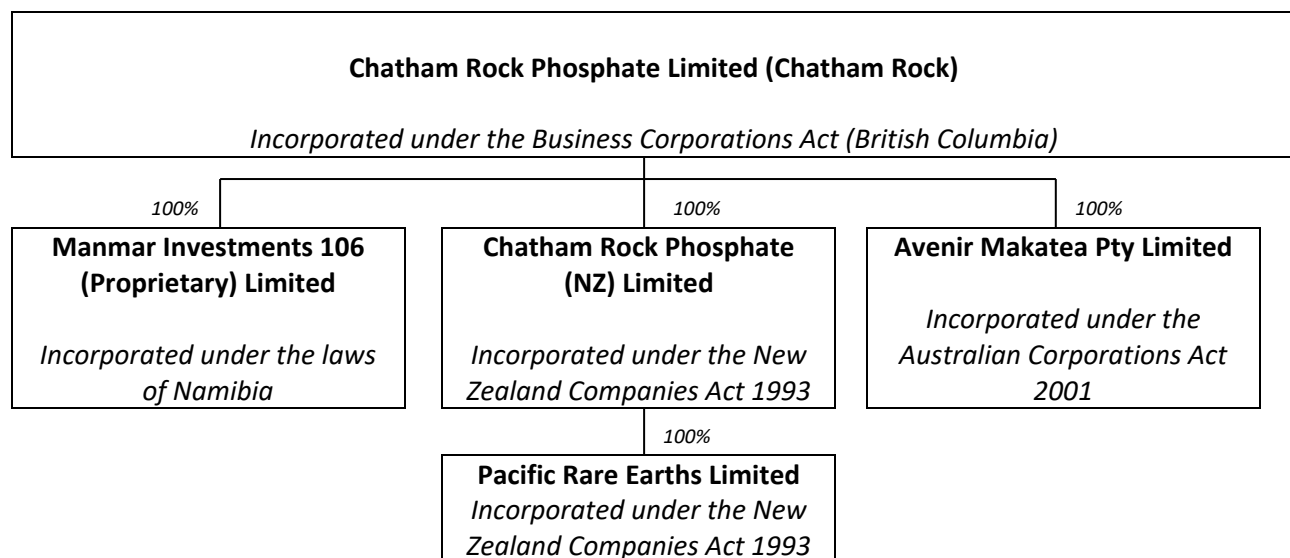 Chatham Rock Phosphate Limited (Chatham Rock)
Incorporated under the Business Corporations Act (British Columbia)
100%
100%
100%
Manmar Investments 106
(Proprietary) Limited
Incorporated under the laws
of Namibia
Chatham Rock Phosphate
(NZ) Limited
Incorporated under the New
Zealand Companies Act 1993
Avenir Makatea Pty Limited
Incorporated under the
Australian Corporations Act
2001
100%
Pacific Rare Earths Limited
Incorporated under the New
Zealand Companies Act 1993